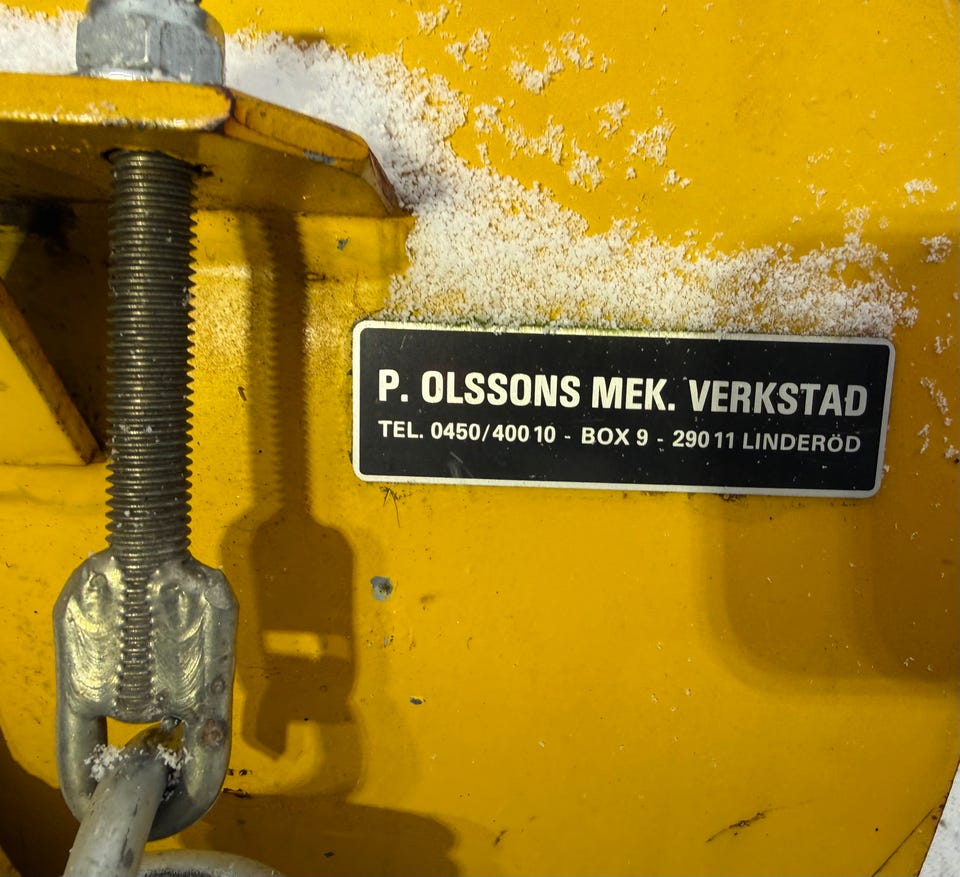 P. OLSSONS MEK. VERKSTAD
TEL. 0450/400 10 - BOX 9 - 290 11 LINDERÖD